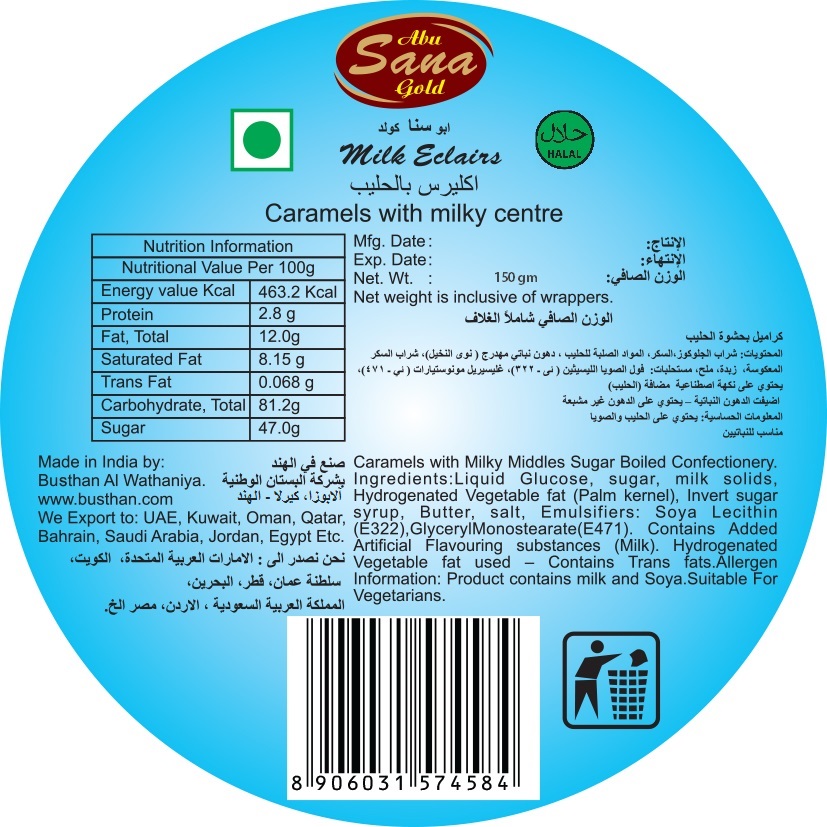 Abu
Sana
Gold
ابو سنا كولد
Milk Eclairs
حلال
HALAL
اكليرس بالحليب
Caramels with milky centre
Nutrition Information
Nutritional Value Per 100g
Energy value Kcal 463.2 Kcal
Protein 2.8 g
Fat, Total 12.0g
Saturated Fat 8.15 g
Trans Fat 0.068 g
Carbohydrate, Total 81.2g
Sugar 47.0g
Mfg. Date : الإنتاج:
Exp. Date: الإنتهاء:
Net. Wt. : 150 gm الوزن الصافي:
Net weight is inclusive of wrappers.
الوزن الصافي شاملاً الغلاف
كراميل بحشوة الحليب
المحتويات: شراب الجلوكوز،السكر، المواد الصلبة للحليب ، دهون نباتي مهدرج ( نوى النخيل)، شراب السكر
المعكوسة، زبدة، ملح، مستحلبات: فول الصويا الليسيثين ( ئى - ٣٢٢)، غليسيريل مونوستيارات ( ئي - ٤٧١)،
يحتوي على نكهة اصطناعية مضافة (الحليب)
اضيفت الدهون النباتية – يحتوي على الدهون غير مشبعة
المعلومات الحساسية: يحتوي على الحليب والصويا
مناسب للنباتيين
Made in India by: صنع في الهند
Busthan Al Wathaniya. بشركة البستان الوطنية
www.busthan.com الابوزا، كيرلا - الهند
We Export to: UAE, Kuwait, Oman, Qatar,
Bahrain, Saudi Arabia, Jordan, Egypt Etc.
نحن نصدر الى : الامارات العربية المتحدة، الكويت،
سلطنة عمان، قطر، البحرين،
المملكة العربية السعودية ، الاردن، مصر الخ.
Caramels with Milky Middles Sugar Boiled Confectionery.
Ingredients:Liquid Glucose, sugar, milk solids,
Hydrogenated Vegetable fat (Palm kernel), Invert sugar
syrup, Butter, salt, Emulsifiers: Soya Lecithin
(E322),GlycerylMonostearate(E471). Contains Added
Artificial Flavouring substances (Milk). Hydrogenated
Vegetable fat used – Contains Trans fats.Allergen
Information: Product contains milk and Soya.Suitable For
Vegetarians.
8 906031 574584